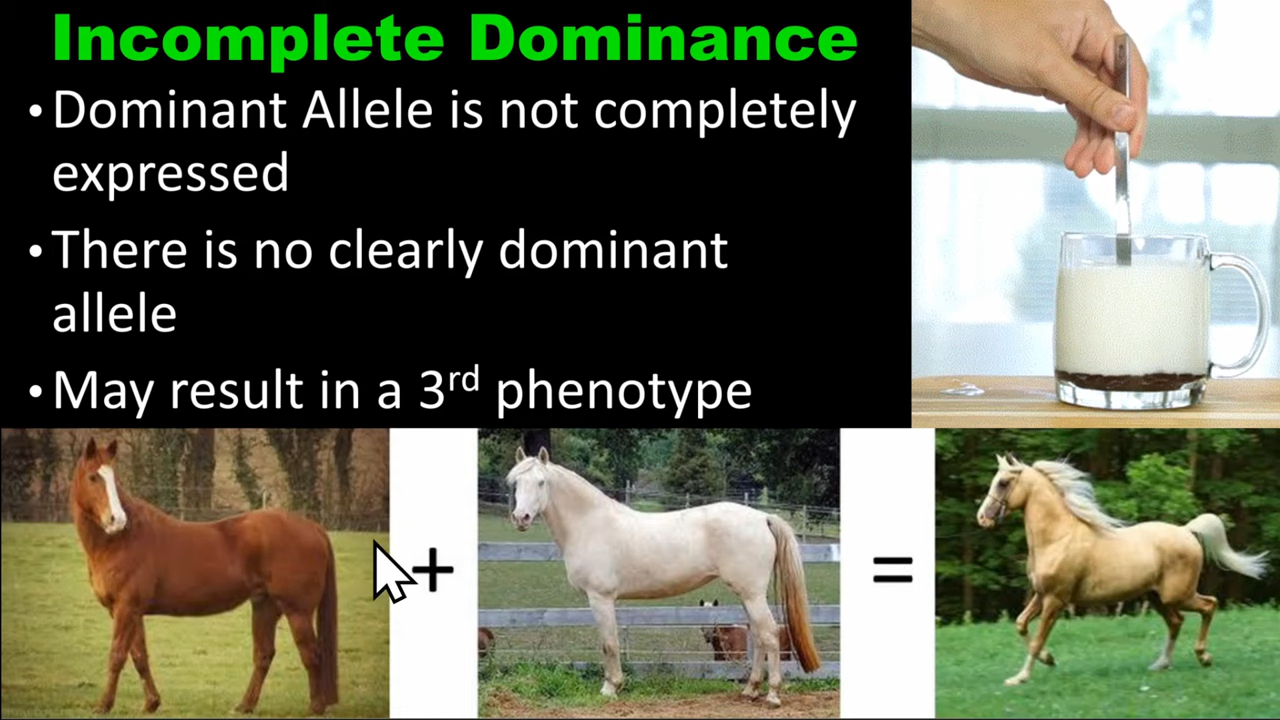 Incomplete Dominance
• Dominant Allele is not completely
expressed
• There is no clearly dominant
allele
• May result in a 3rd phenotype
+ =